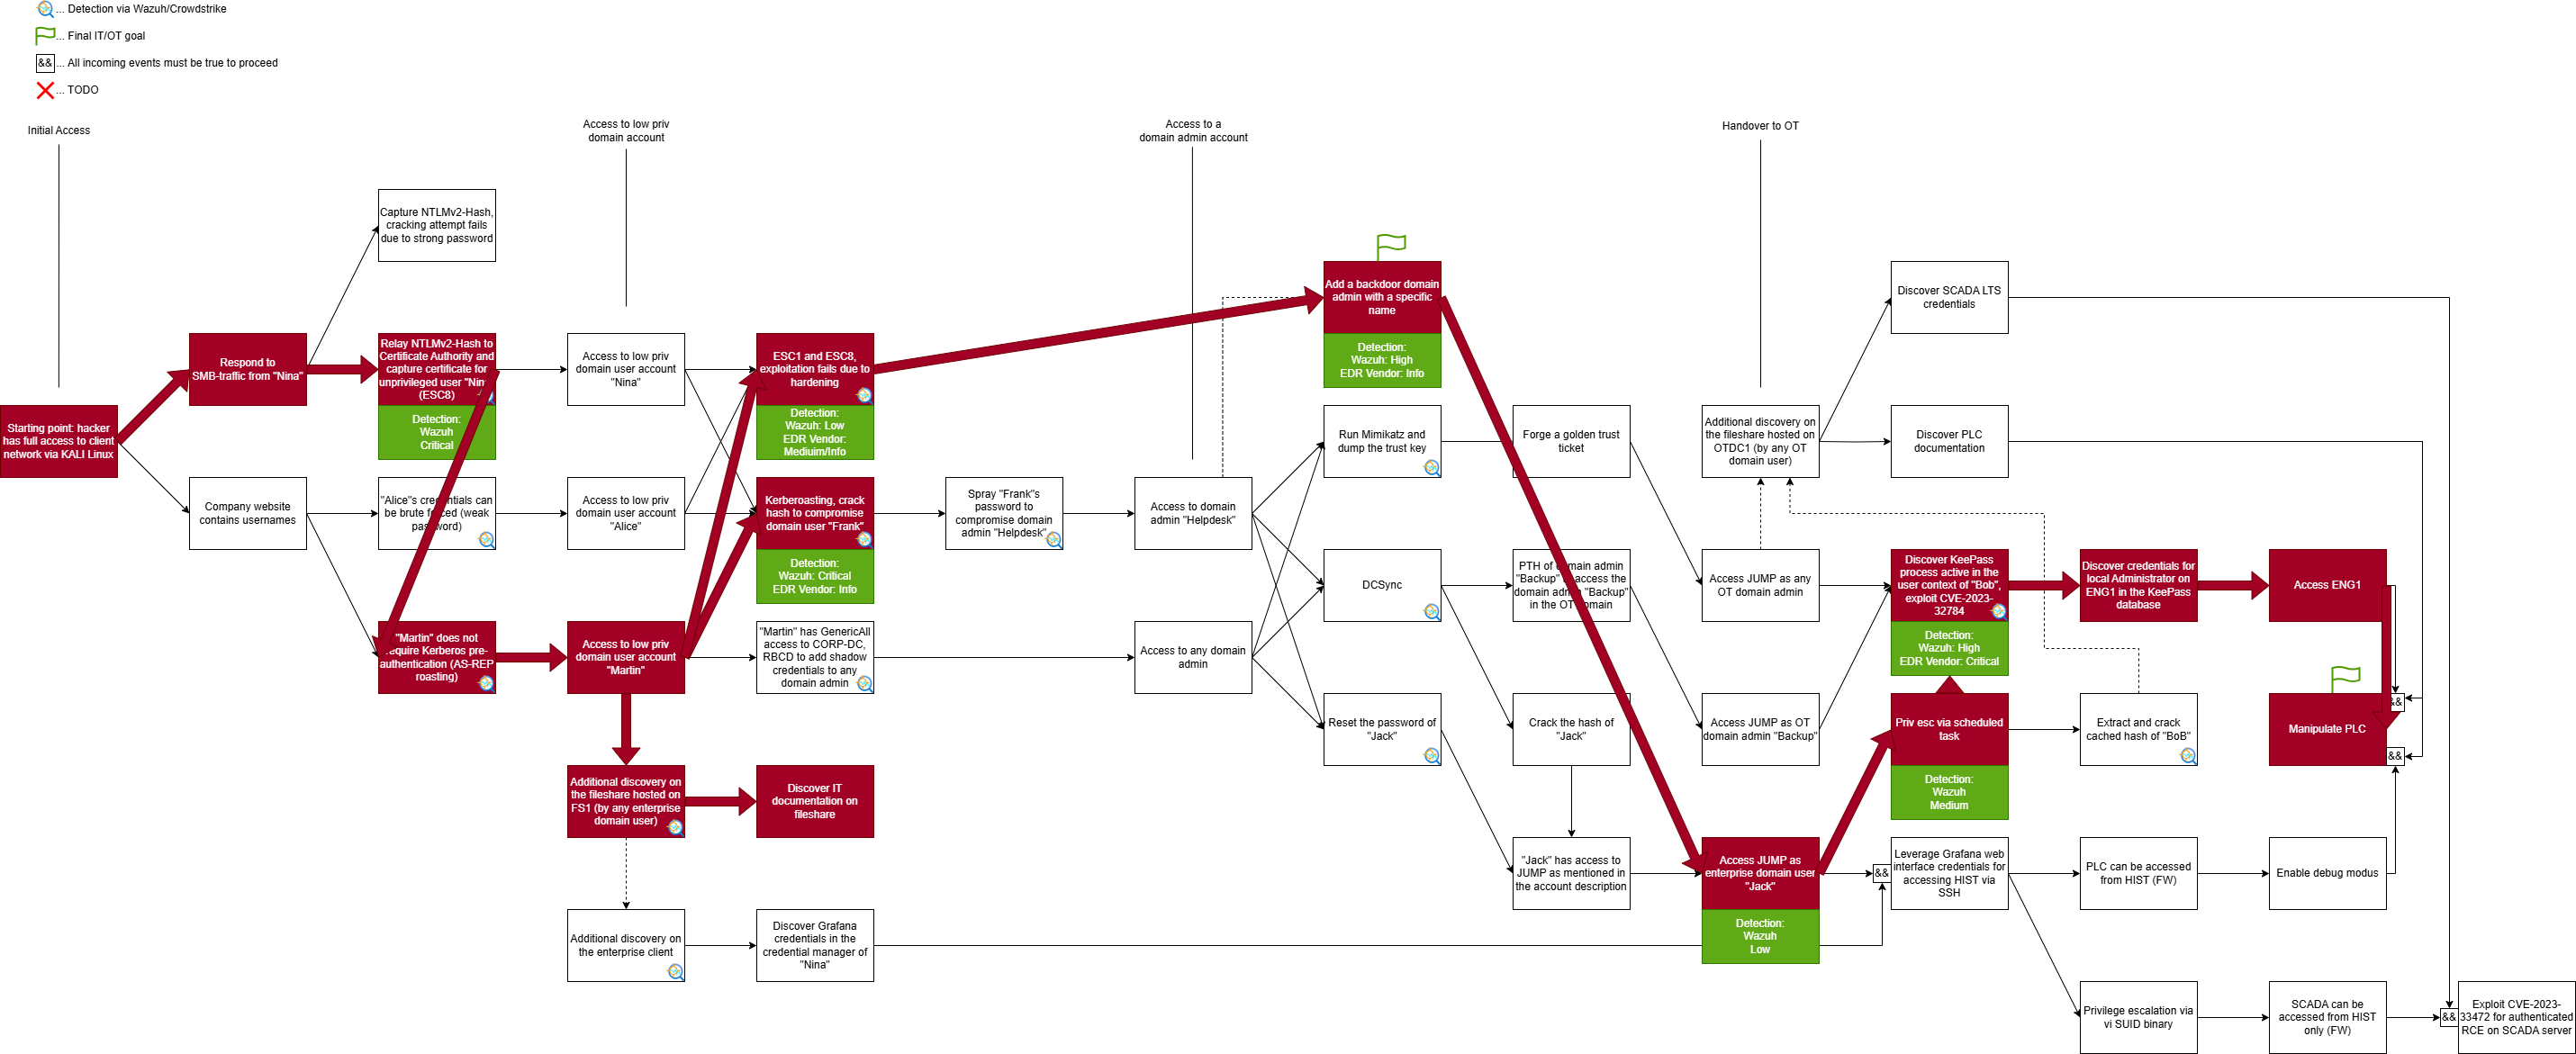 ... Detection via Wazuh/Crowdstrike
... Final IT/OT goal
&&
... All incoming events must be true to proceed
... TODO
Initial Access
Access to low priv
domain account
Access to a
domain admin account
Handover to OT
Capture NTLMv2-Hash,
cracking attempt fails
due to strong password
Add a backdoor domain
admin with a specific
name
Detection:
Wazuh: High
EDR Vendor: Info
Discover SCADA LTS
credentials
Respond to
SMB-traffic from "Nina"
Relay NTLMv2-Hash to
Certificate Authority and
capture certificate for
unprivileged user
(ESC8)
Detection:
Wazuh
Critical
Access to low priv
domain user account
"Nina"
ESC1 and ESC8,
exploitation fails due to
hardening
Detection:
Wazuh: Low
EDR Vendor:
Mediuim/Info
Starting point: hacker
has full access to client
network via KALI Linux
Run Mimikatz and
dump the trust key
Forge a golden trust
ticket
Additional discovery on
the fileshare hosted on
OTDC1 (by any OT
domain user)
Discover PLC
documentation
Company website
contains usernames
"Alice"s credentials can
be brute forced (weak
password)
Access to low priv
domain user account
"Alice"
Kerberoasting, crack
hash to compromise
domain user "Frank"
Detection:
Wazuh: Critical
EDR Vendor: Info
Spray "Frank"s
password to
compromise domain
admin "Helpdesk"
Access to domain
admin "Helpdesk"
DCSync
PTH of domain admin
"Backup" access the
domain admin "Backup"
in the OT domain
Access JUMP as any
OT domain admin
Discover KeePass
process active in the
user context of "Bob",
exploit CVE-2023-
32784
Detection:
Wazuh: High
EDR Vendor: Critical
Discover credentials for
local Administrator on
ENG1 in the KeePass
database
Access ENG1
"Martin" does not
require Kerberos pre-
authentication (AS-REP
roasting)
Access to low priv
domain user account
"Martin"
"Martin" has GenericAll
access to CORP-DC,
RBCD to add shadow
credentials to any
domain admin
Access to any domain
admin
Reset the password of
"Jack"
Crack the hash of
"Jack"
Access JUMP as OT
domain admin "Backup"
Priv esc via scheduled
task
Detection:
Wazuh
Medium
Extract and crack
cached hash of "BoB"
Manipulate PLC
&&
&&
Additional discovery on
the fileshare hosted on
FS1 (by any enterprise
domain user)
Discover IT
documentation on
fileshare
"Jack" has access to
JUMP as mentioned in
the account description
Access JUMP as
enterprise domain user
"Jack"
Detection:
Wazuh
Low
&&
Leverage Grafana web
interface credentials for
accessing HIST via
SSH
PLC can be accessed
from HIST (FW)
Enable debug modus
Additional discovery on
the enterprise client
Discover Grafana
credentials in the
credential manager of
"Nina"
Privilege escalation via
vi SUID binary
SCADA can be
accessed from HIST
only (FW)
&&
Exploit CVE-2023-
33472 for authenticated
RCE on SCADA server